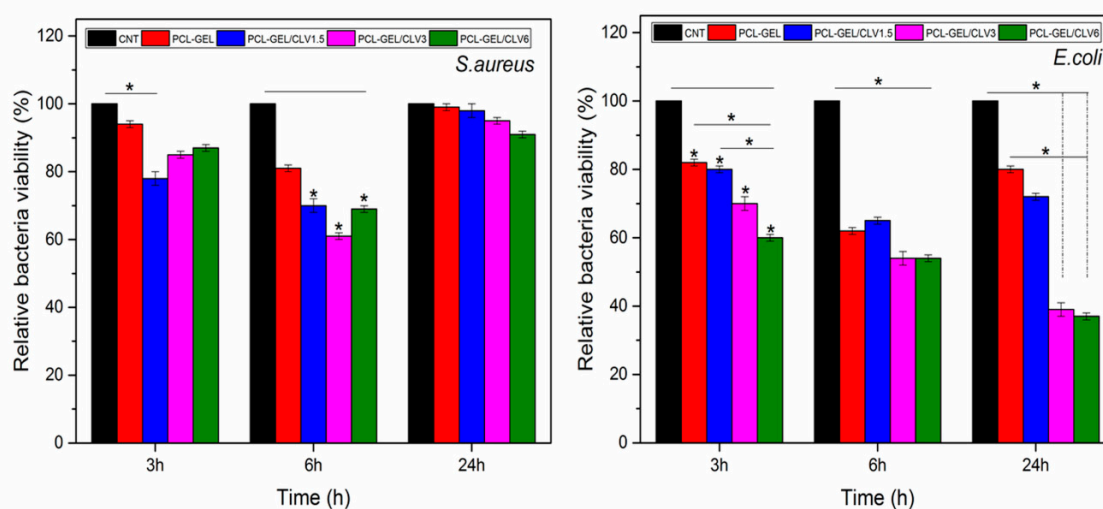 CNT PCL-GEL PCL-GEL/CLV1.5 PCL-GEL/CLV3 PCL-GEL/CLV6
S.aureus
Relative bacteria viability (%)
120
100
80
60
40
20
0
*
*
*
*
3h 6h 24h
Time (h)
CNT PCL-GEL PCL-GEL/CLV1.5 PCL-GEL/CLV3 PCL-GEL/CLV6
E.coli
Relative bacteria viability (%)
120
100
80
60
40
20
0
*
*
*
*
*
*
*
*
*
3h 6h 24h
Time (h)